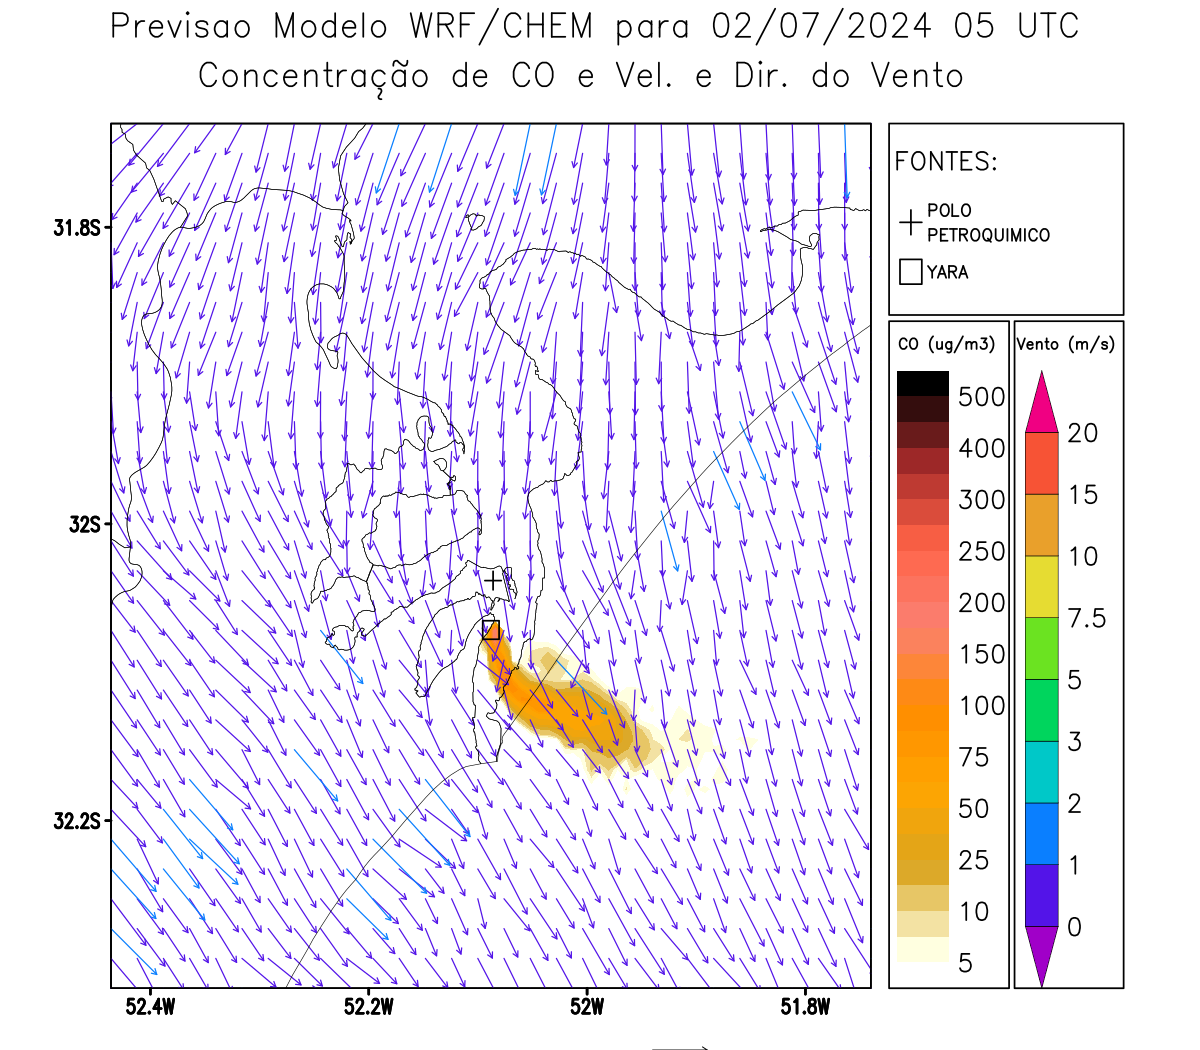 Previsao Modelo WRF/CHEM para 02/07/2024 05 UTC
Concentração de CO e Vel. e Dir. do Vento
FONTES:
POLO
PETROQUIMICO
YARA
CO (ug/m3)
500
400
300
250
200
150
100
75
50
25
10
5
Vento (m/s)
20
15
10
7.5
5
3
2
1
0
31.8S
32S
32.2S
52.4W
52.2W
52W
51.8W